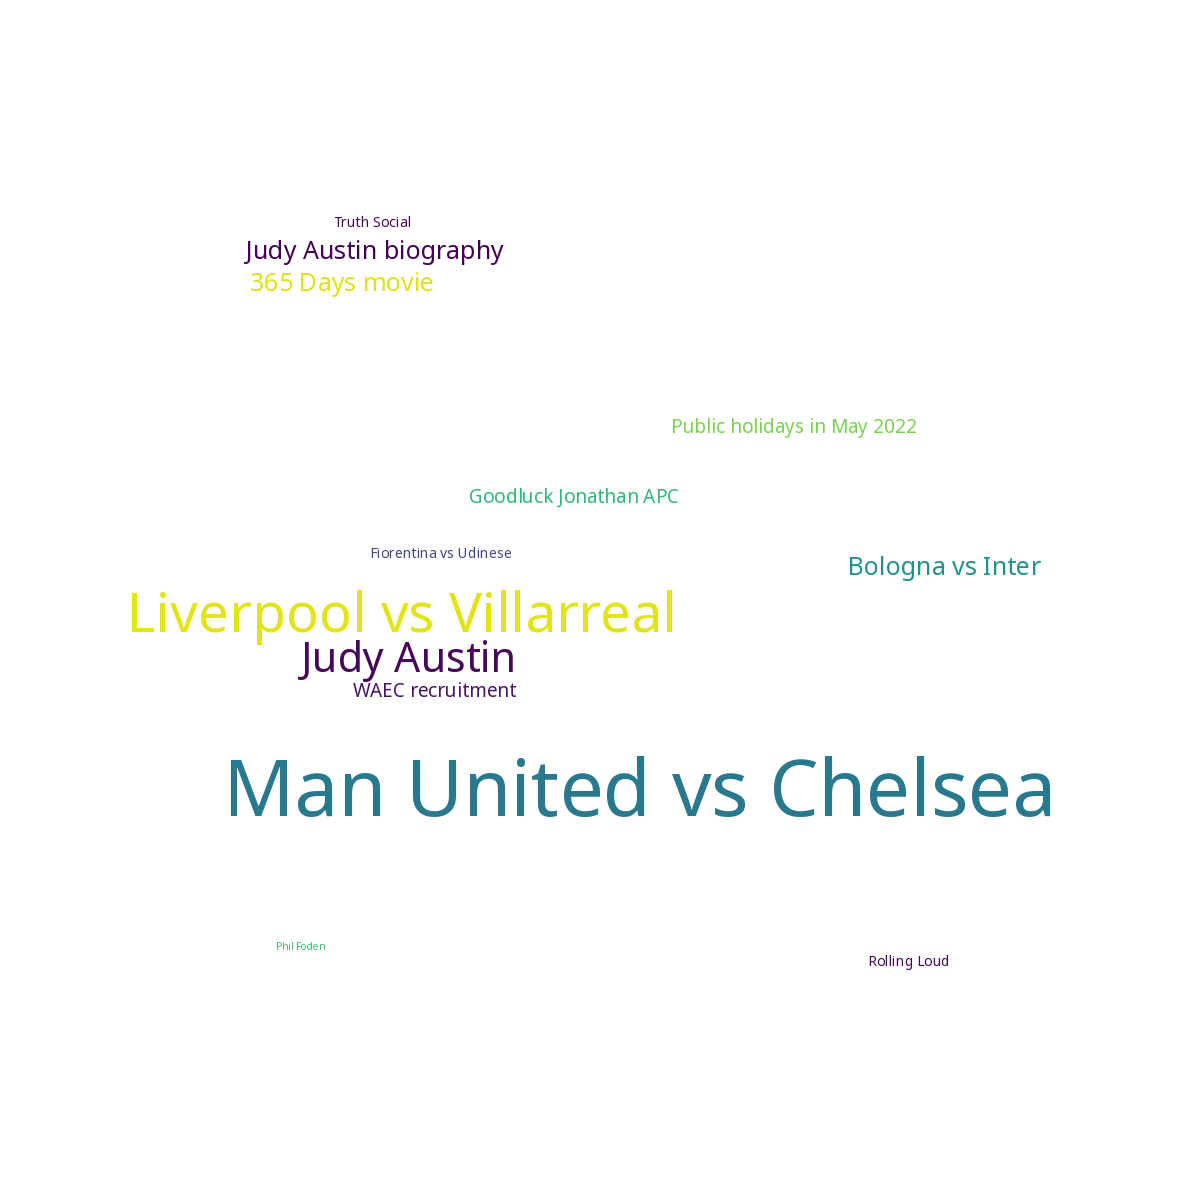 Truth Social
Judy Austin biography
365 Days movie
Public holidays in May 2022
Goodluck Jonathan APC
Fiorentina vs Udinese
Bologna vs Inter
Liverpool vs Villarreal
Judy Austin
WAEC recruitment
Man United vs Chelsea
Phil Foden
Rolling Loud